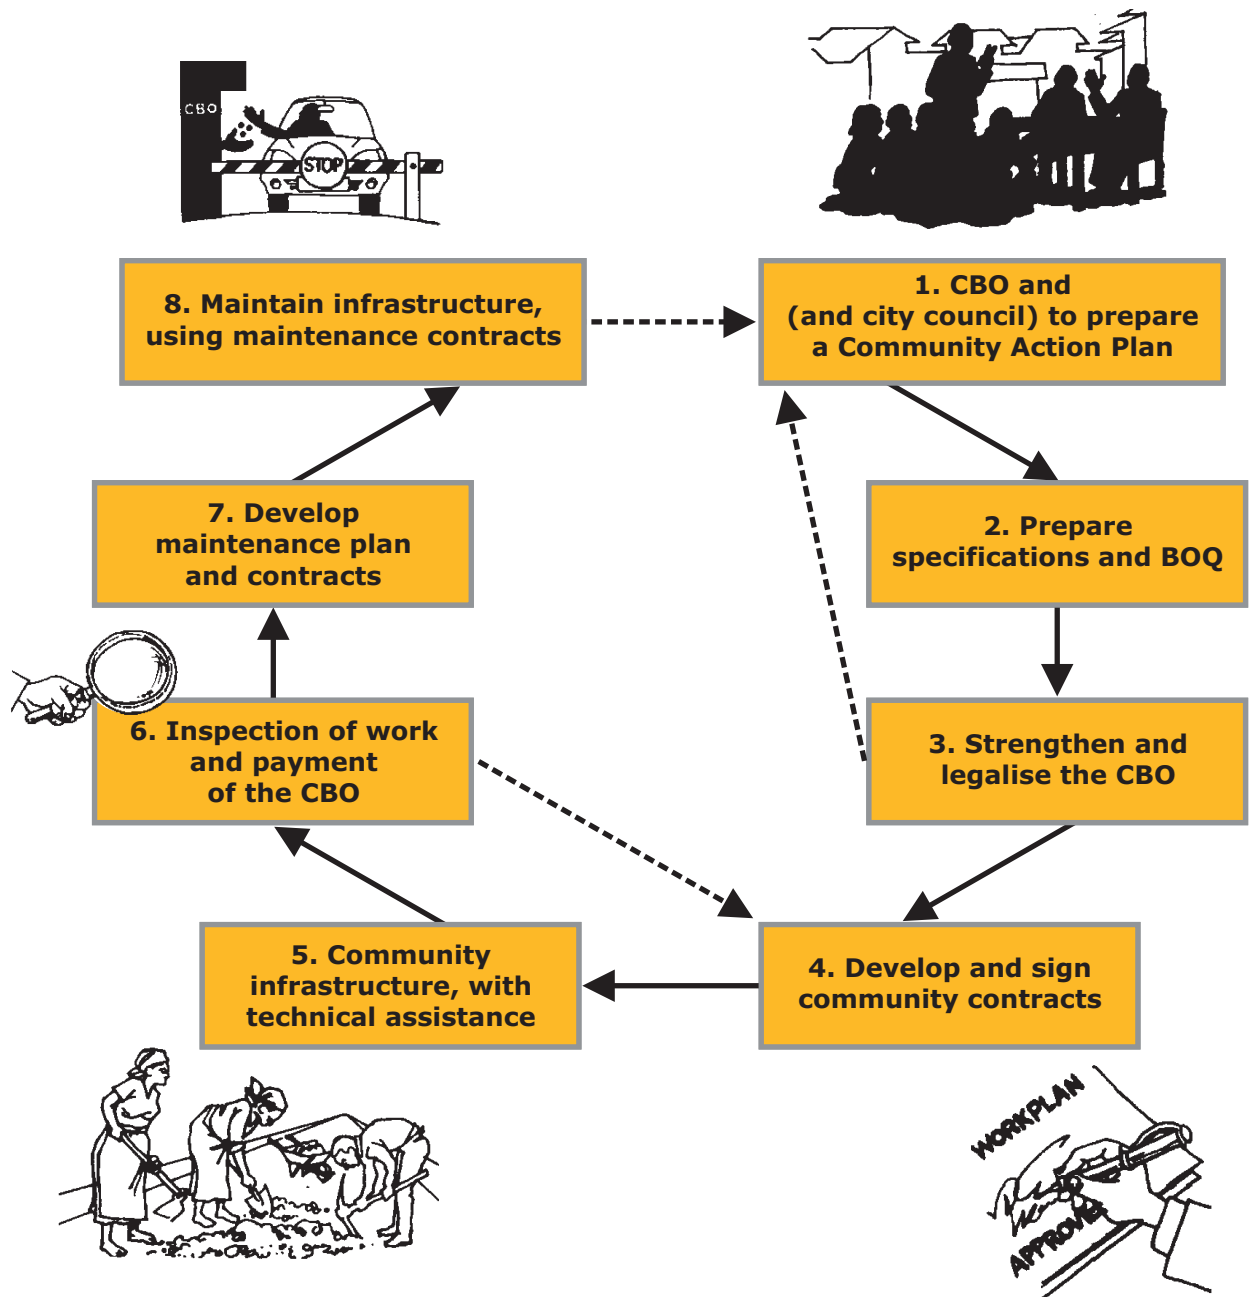 CBO
STOP
8. Maintain infrastructure,
using maintenance contracts
1. CBO and
(and city council) to prepare
a Community Action Plan
7. Develop
maintenance plan
and contracts
2. Prepare
specifications and BOQ
6. Inspection of work
and payment
of the CBO
3. Strengthen and
legalise the CBO
5. Community
infrastructure, with
technical assistance
4. Develop and sign
community contracts
WORKPLAN
APPROVE